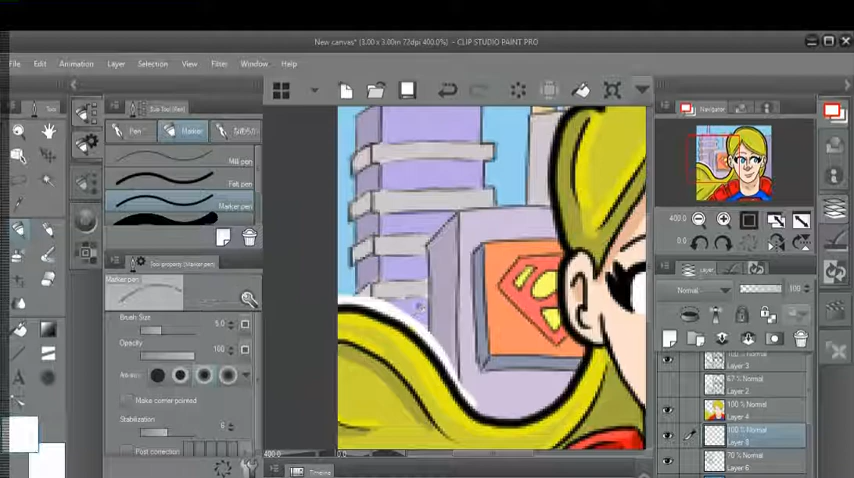 New canvas* (3.00 x 3.00m 72dpi 400.0%) - CLIP STUDIO PAINT PRO
File Edit Animation Layer Selection View Filter Window Help
Sub Tool (Pen)
Navigator
Pen Marker
Mill pen
Felt pen
Marker pen
400.0
0.0
Tool property (Marker pen)
Layer
Marker pen
Normal 100
Brush Size 5.0
Opacity 100
Make corner pointed
Stabilization 6
Post correction
100 % Normal
Layer 3
67 % Normal
Layer 2
100 % Normal
Layer 4
100 % Normal
Layer 8
70 % Normal
Layer 6
400.0 0.0
Timeline
S